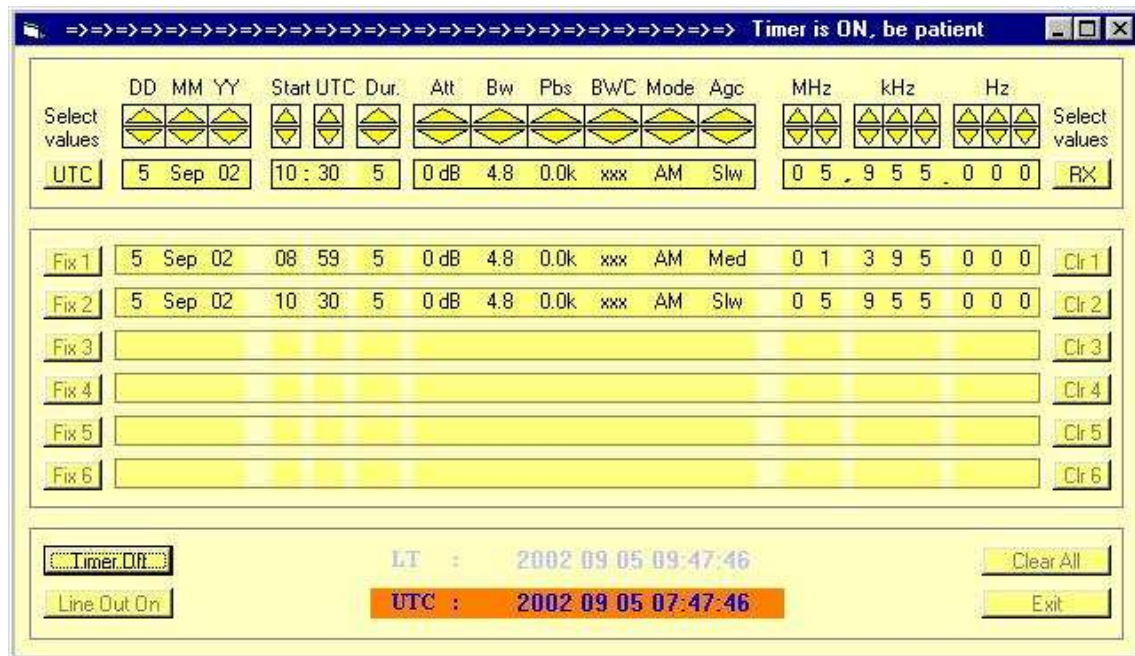 =>=>=>=>=>=>=>=>=>=>=>=>=>=>=>=>=>=>=>=>=>=>=>=>=>=>=> Timer is ON, be patient
DD MM YY Start UTC Dur. Att Bw Pbs BWC Mode Agc MHz kHz Hz
Select values Select values
UTC 5 Sep 02 10 : 30 5 0 dB 4.8 0.0k xxx AM Slw 0 5 . 9 5 5 . 0 0 0 RX
Fix 1 5 Sep 02 08 59 5 0 dB 4.8 0.0k xxx AM Med 0 1 3 9 5 0 0 0 Clr 1
Fix 2 5 Sep 02 10 30 5 0 dB 4.8 0.0k xxx AM Slw 0 5 9 5 5 0 0 0 Clr 2
Fix 3 Clr 3
Fix 4 Clr 4
Fix 5 Clr 5
Fix 6 Clr 6
Timer Off LT : 2002 09 05 09:47:46 Clear All
Line Out On UTC : 2002 09 05 07:47:46 Exit